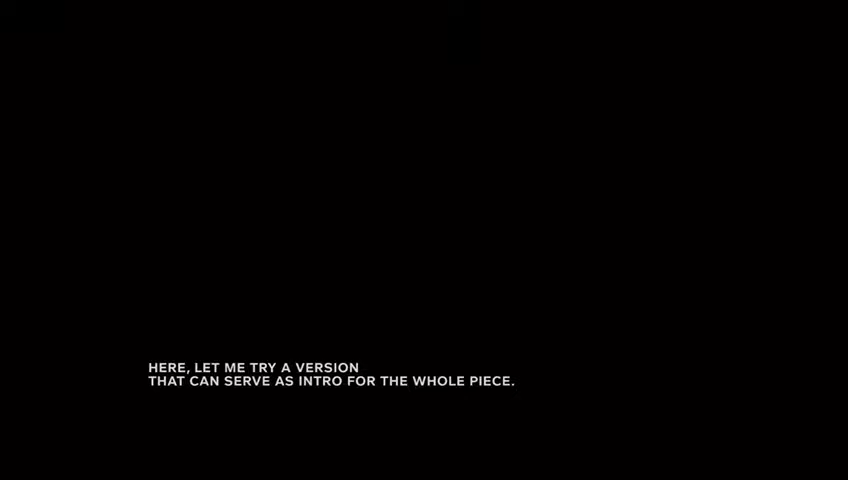 HERE, LET ME TRY A VERSION
THAT CAN SERVE AS INTRO FOR THE WHOLE PIECE.